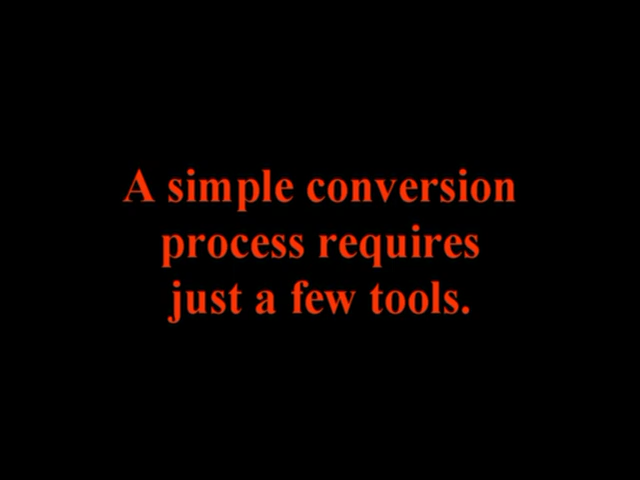 A simple conversion
process requires
just a few tools.